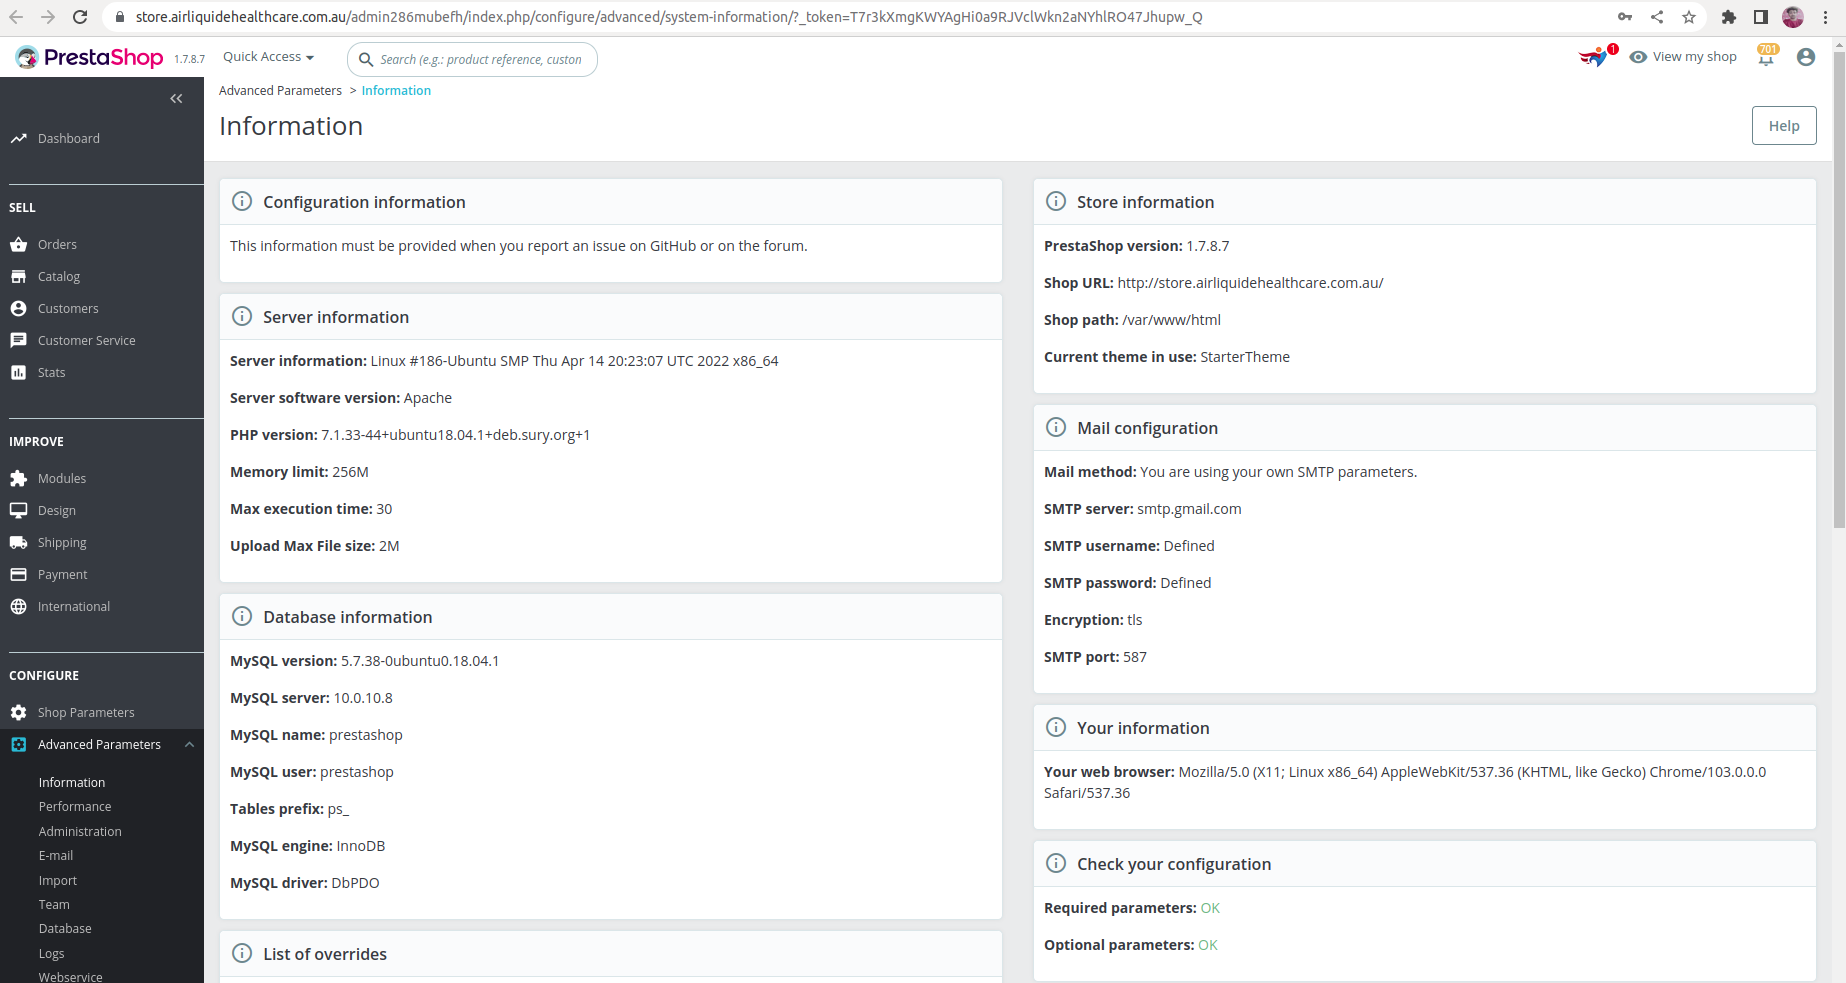 store.airliquidehealthcare.com.au/admin286mubefh/index.php/configure/advanced/system-information/?_token=T7r3kXmgKWYAgHi0a9RJVclWkn2aNYhlRO47Jhupw_Q
PrestaShop 1.7.8.7 Quick Access Search (e.g.: product reference, custon 1 View my shop 701
Advanced Parameters > Information
Information
Help
Dashboard
SELL
Orders
Catalog
Customers
Customer Service
Stats
IMPROVE
Modules
Design
Shipping
Payment
International
CONFIGURE
Shop Parameters
Advanced Parameters
Information
Performance
Administration
E-mail
Import
Team
Database
Logs
Webservice
Configuration information
This information must be provided when you report an issue on GitHub or on the forum.
Server information
Server information: Linux #186-Ubuntu SMP Thu Apr 14 20:23:07 UTC 2022 x86_64
Server software version: Apache
PHP version: 7.1.33-44+ubuntu18.04.1+deb.sury.org+1
Memory limit: 256M
Max execution time: 30
Upload Max File size: 2M
Database information
MySQL version: 5.7.38-0ubuntu0.18.04.1
MySQL server: 10.0.10.8
MySQL name: prestashop
MySQL user: prestashop
Tables prefix: ps_
MySQL engine: InnoDB
MySQL driver: DbPDO
List of overrides
Store information
PrestaShop version: 1.7.8.7
Shop URL: http://store.airliquidehealthcare.com.au/
Shop path: /var/www/html
Current theme in use: StarterTheme
Mail configuration
Mail method: You are using your own SMTP parameters.
SMTP server: smtp.gmail.com
SMTP username: Defined
SMTP password: Defined
Encryption: tls
SMTP port: 587
Your information
Your web browser: Mozilla/5.0 (X11; Linux x86_64) AppleWebKit/537.36 (KHTML, like Gecko) Chrome/103.0.0.0
Safari/537.36
Check your configuration
Required parameters: OK
Optional parameters: OK